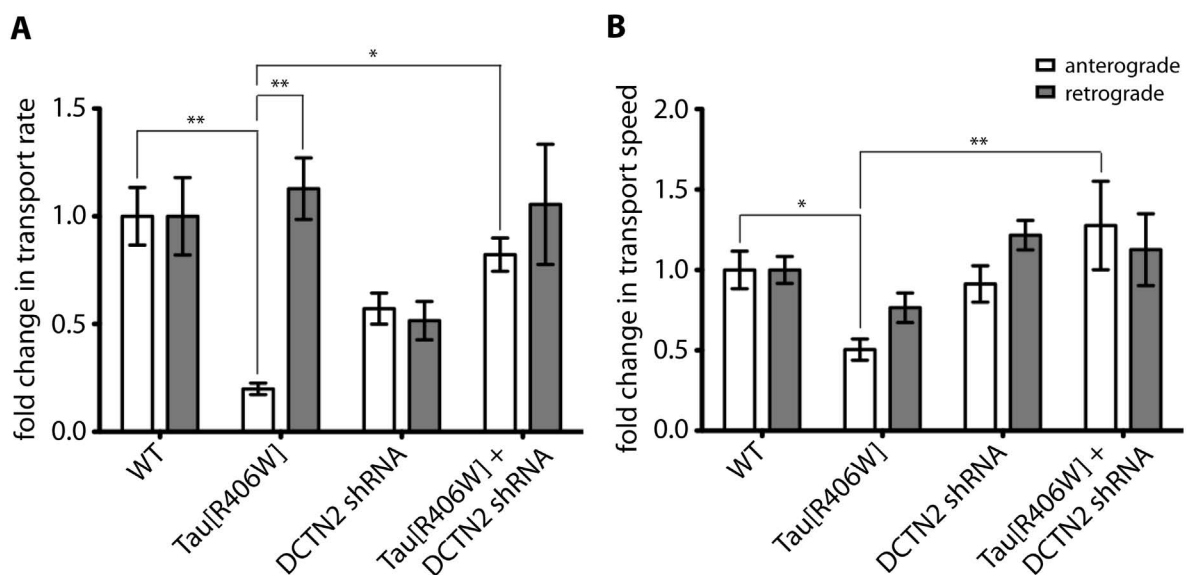 A
fold change in transport rate
1.5
1.0
0.5
0.0
**
**
*
WT
Tau[R406W]
DCTN2 shRNA
Tau[R406W] +
DCTN2 shRNA
B
anterograde
retrograde
fold change in transport speed
2.0
1.5
1.0
0.5
0.0
*
**
WT
Tau[R406W]
DCTN2 shRNA
Tau[R406W] +
DCTN2 shRNA